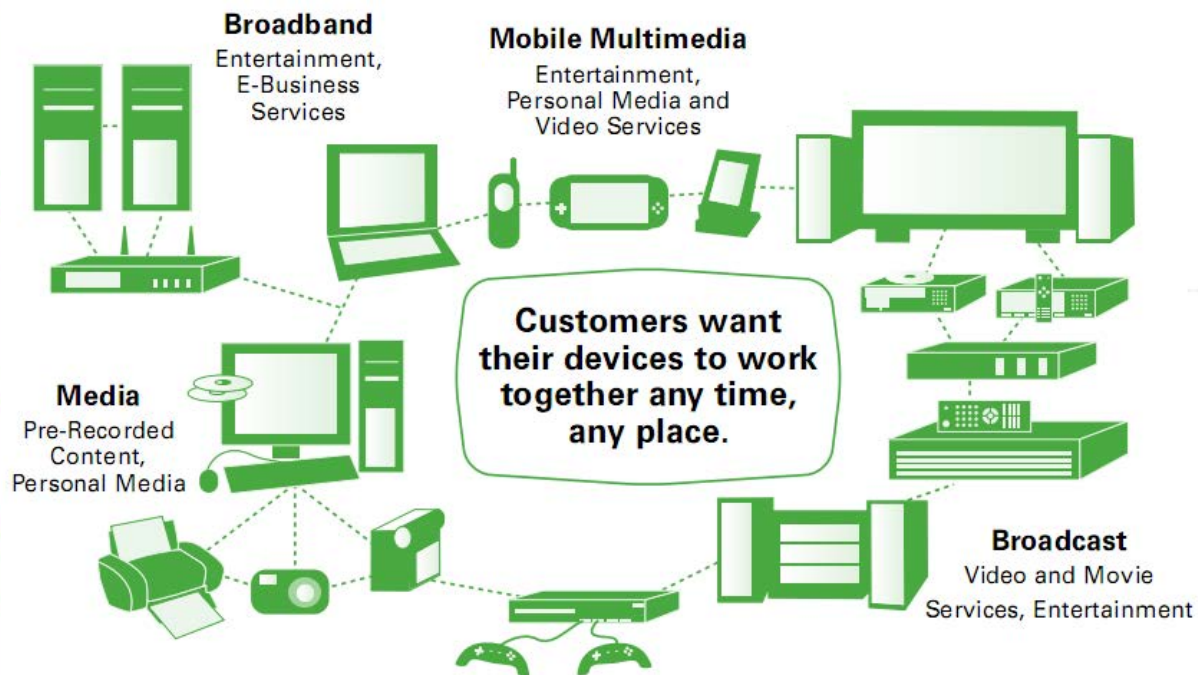 Broadband
Entertainment,
E-Business
Services
Mobile Multimedia
Entertainment,
Personal Media and
Video Services
Customers want
their devices to work
together any time,
any place.
Media
Pre-Recorded
Content,
Personal Media
Broadcast
Video and Movie
Services, Entertainment